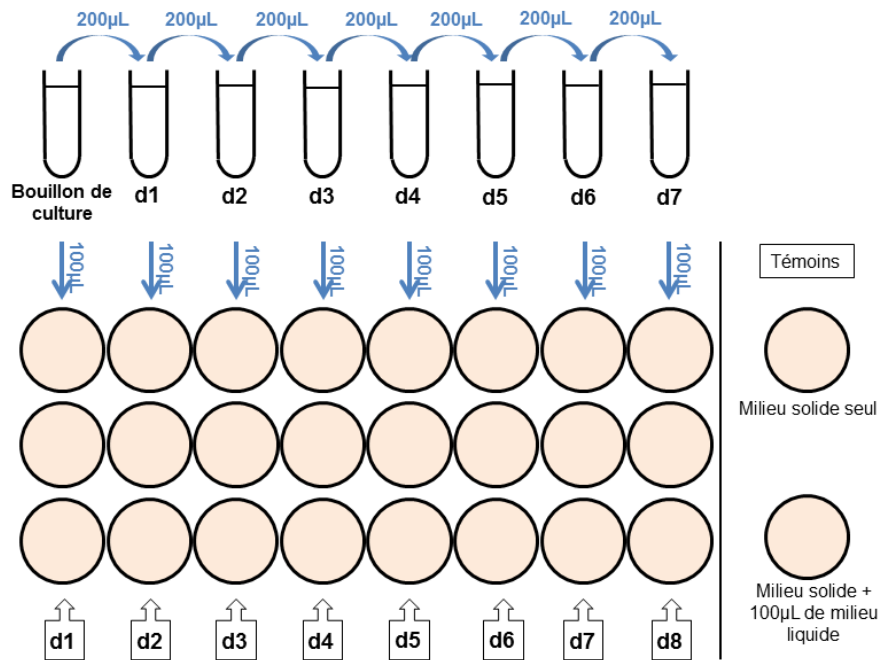 200µL 200µL 200µL 200µL 200µL 200µL 200µL
Bouillon de
culture
d1 d2 d3 d4 d5 d6 d7
100µL 100µL 100µL 100µL 100µL 100µL 100µL 100µL
Témoins
Milieu solide seul
Milieu solide +
100µL de milieu
liquide
d1 d2 d3 d4 d5 d6 d7 d8